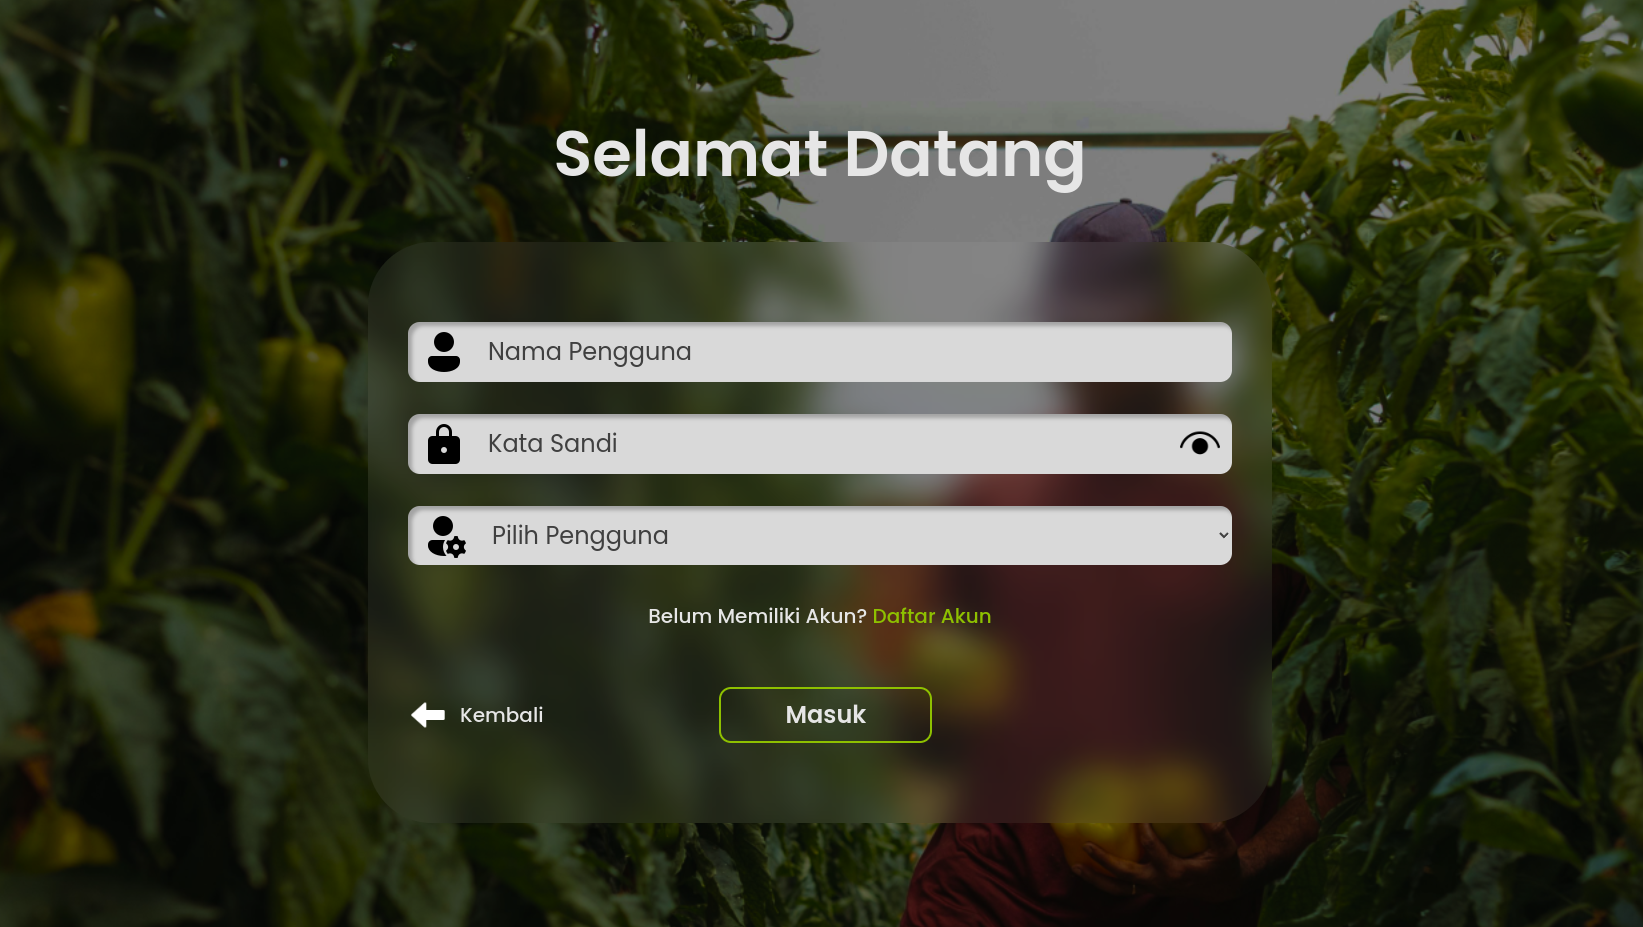 Selamat Datang
Nama Pengguna
Kata Sandi
Pilih Pengguna
Belum Memiliki Akun? Daftar Akun
Kembali
Masuk